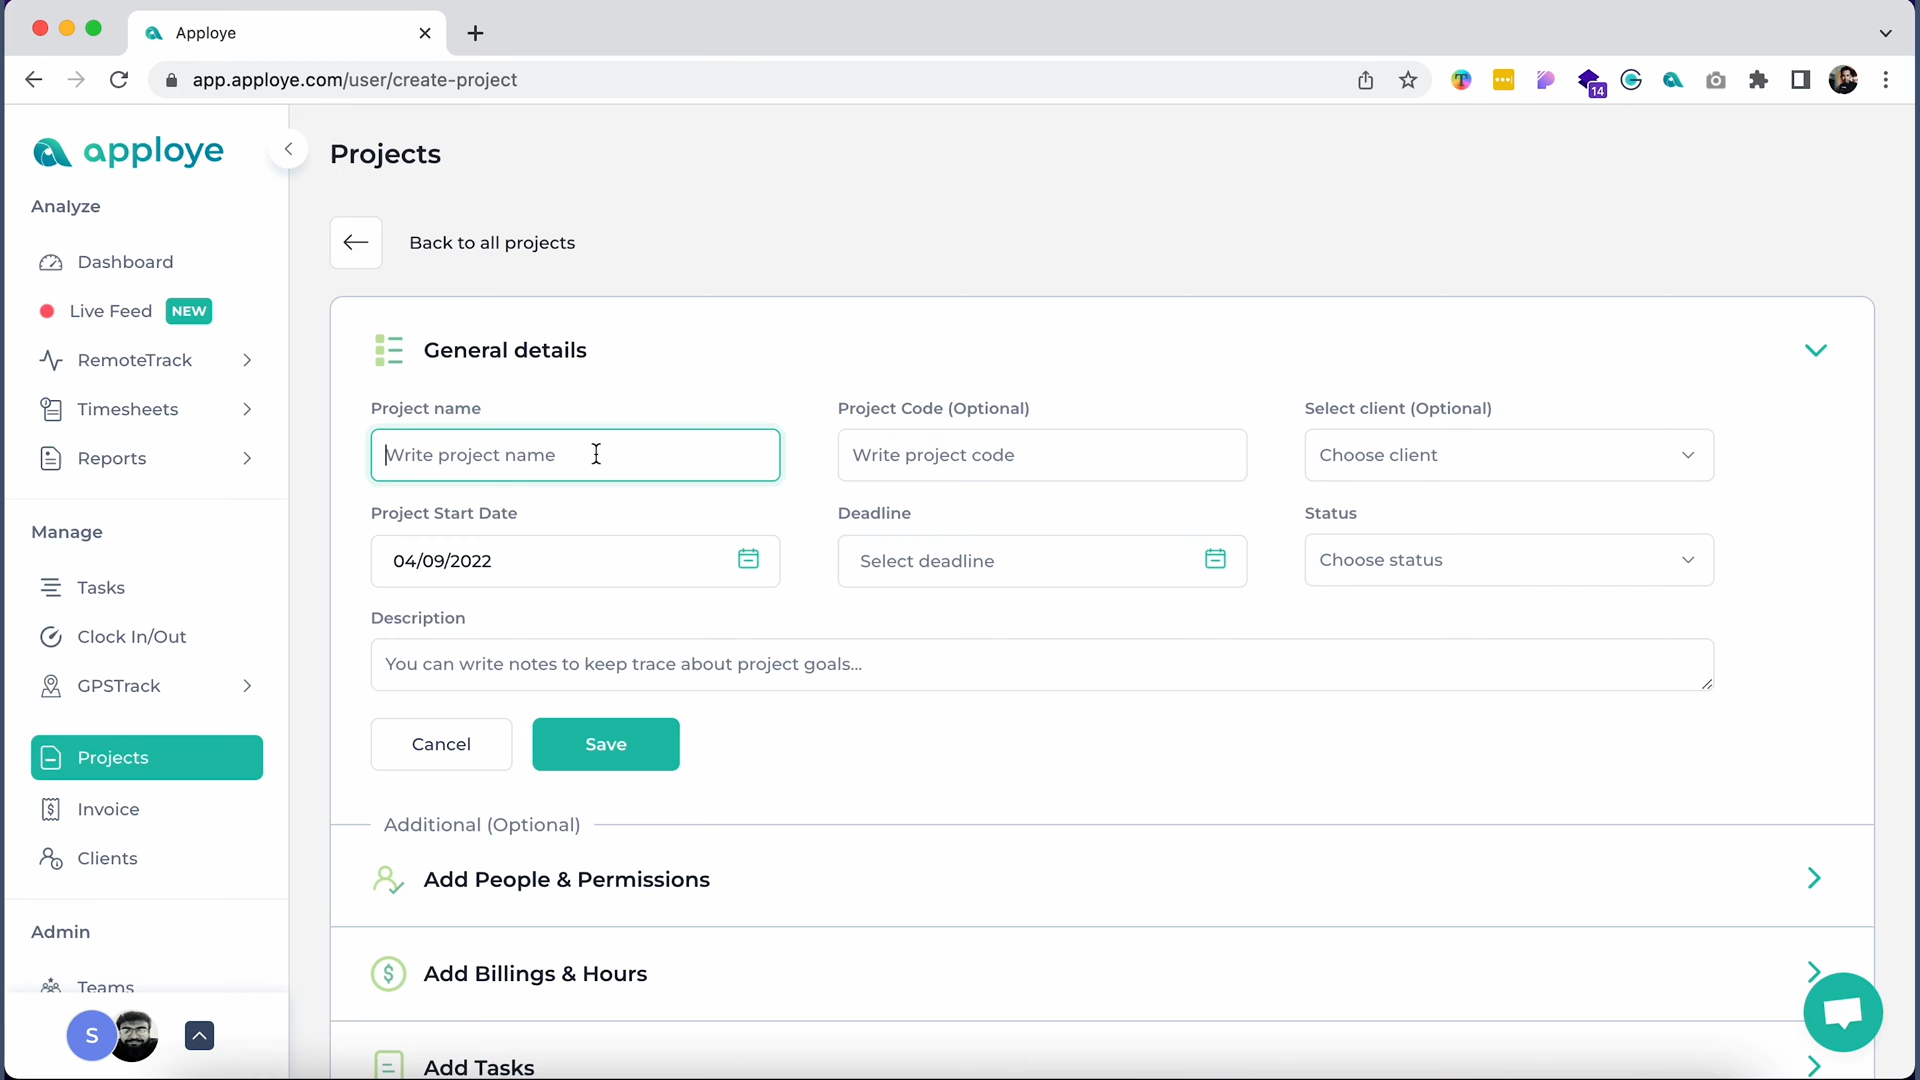 Apploye
app.apploye.com/user/create-project
14
apploye
Projects
Analyze
Back to all projects
Dashboard
Live Feed NEW
RemoteTrack
Timesheets
Reports
General details
Project name
Project Code (Optional)
Select client (Optional)
Write project name
Write project code
Choose client
Project Start Date
Deadline
Status
04/09/2022
Select deadline
Choose status
Description
You can write notes to keep trace about project goals...
Cancel
Save
Manage
Tasks
Clock In/Out
GPSTrack
Projects
Invoice
Clients
Additional (Optional)
Add People & Permissions
Add Billings & Hours
Add Tasks
Admin
Teams
S